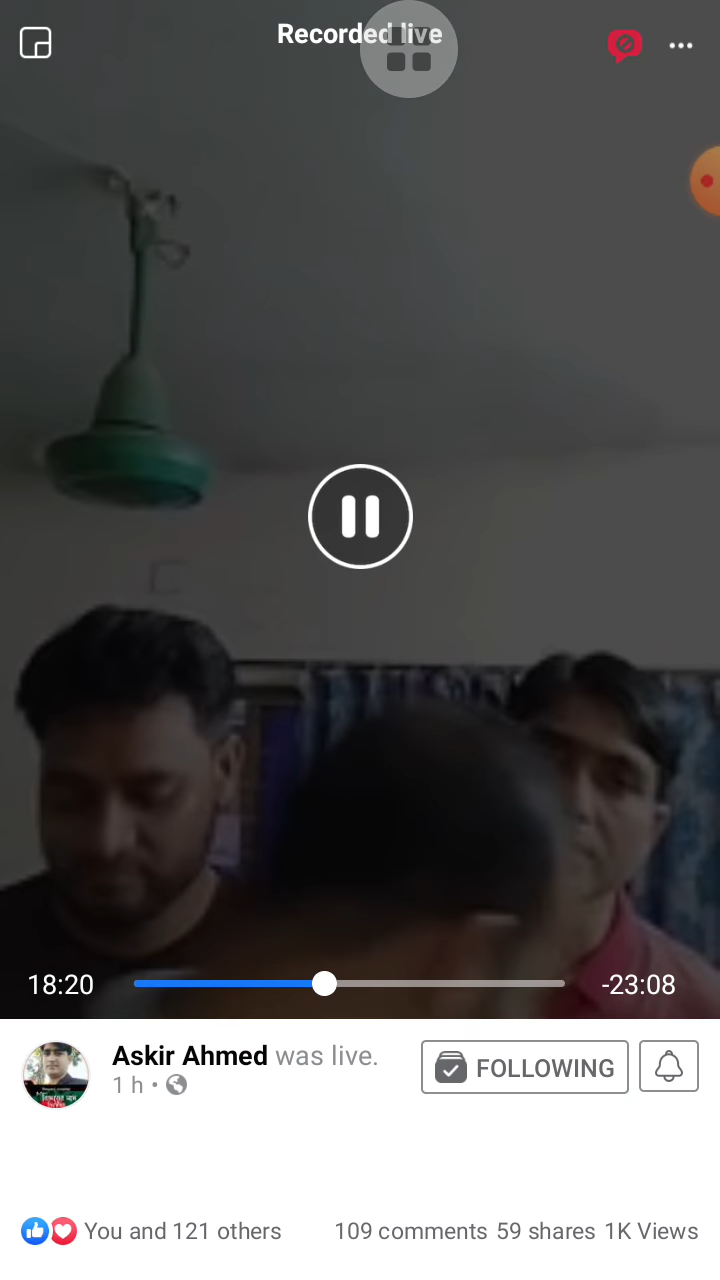 Recorded live
18:20
-23:08
Askir Ahmed was live.
FOLLOWING
1 h •
You and 121 others
109 comments 59 shares 1K Views